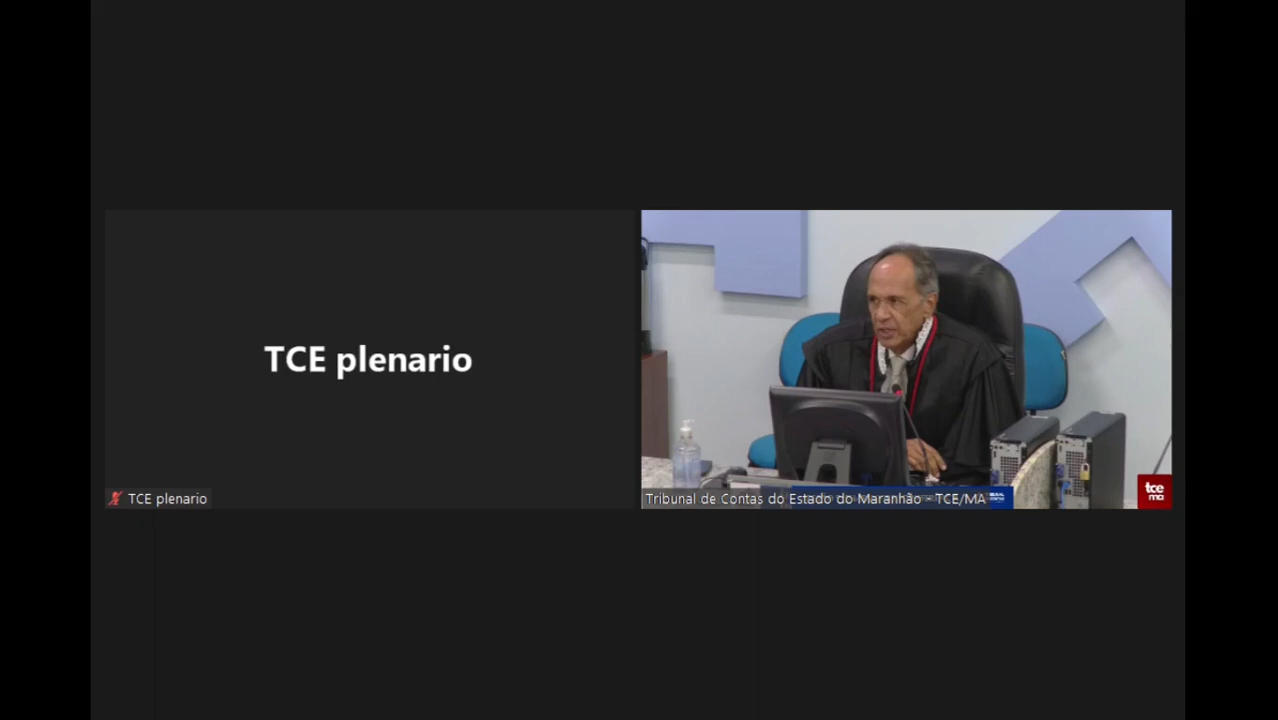 TCE plenario
TCE plenario
Tribunal de Contas do Estado do Maranhão - TCE/MA
tce
ma